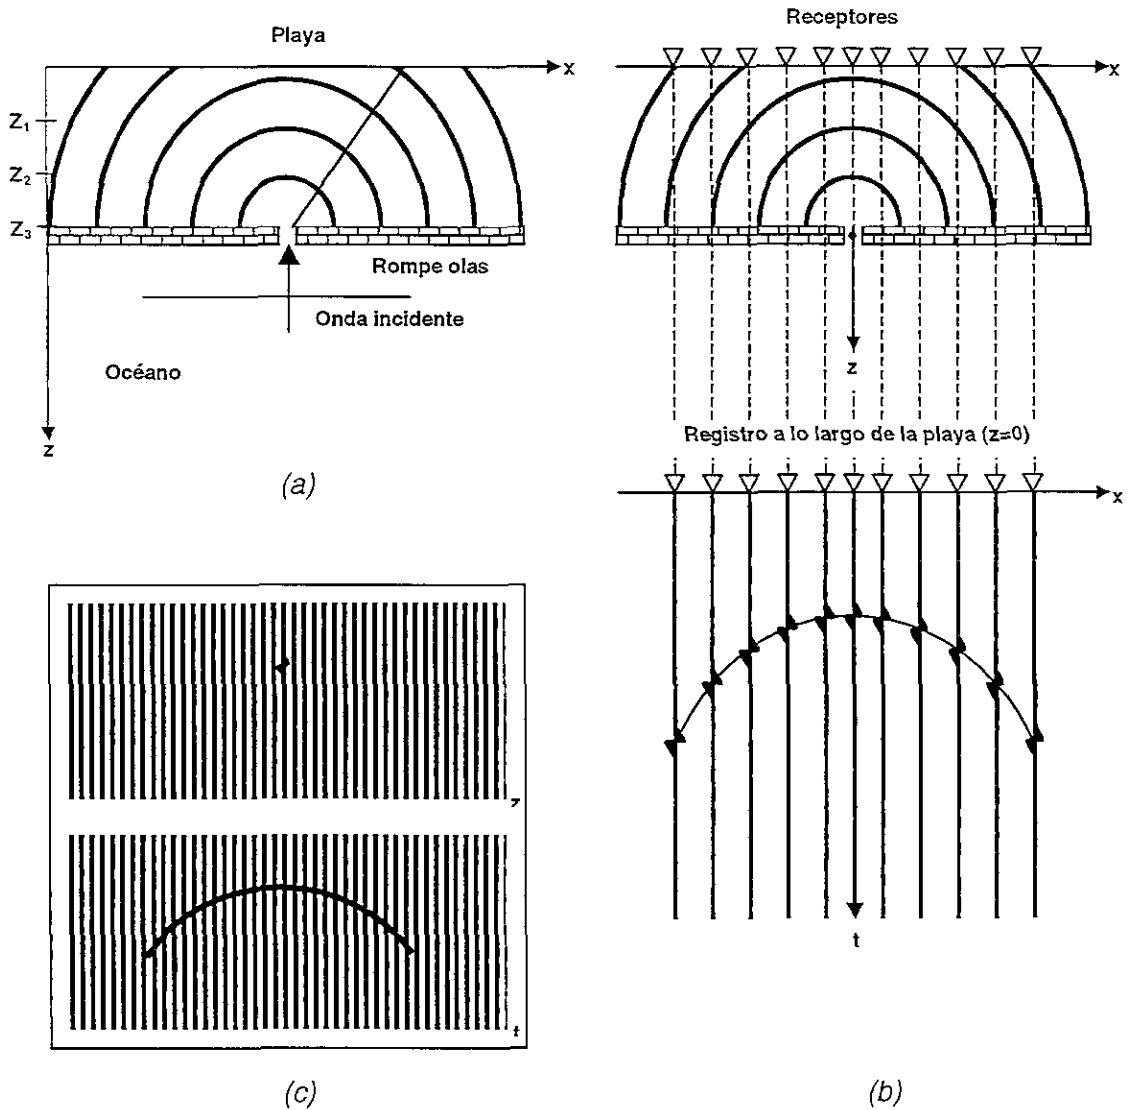 Playa
x
Z1
Z2
Z3
Rompe olas
Onda incidente
Océano
z
(a)
Receptores
x
z
Registro a lo largo de la playa (z=0)
x
t
(b)
z
t
(c)